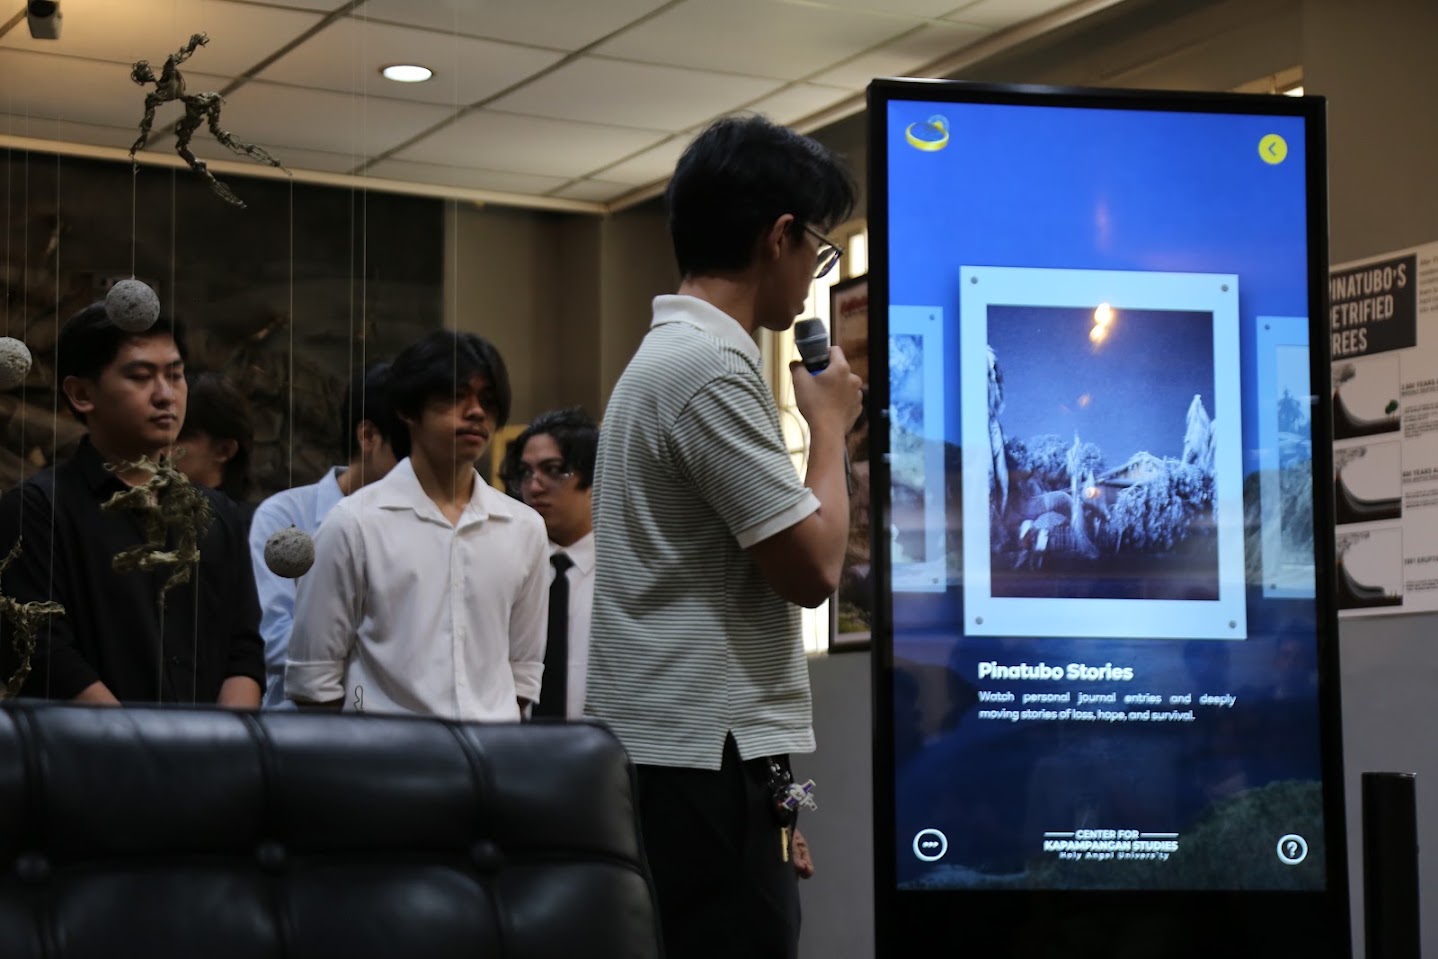 Pinatubo Stories
Watch personal journal entries and deeply
moving stories of loss, hope, and survival.
CENTER FOR
KAPAMPANGAN STUDIES
Holy Angel University
?
PINATUBO'S
PETRIFIED
TREES